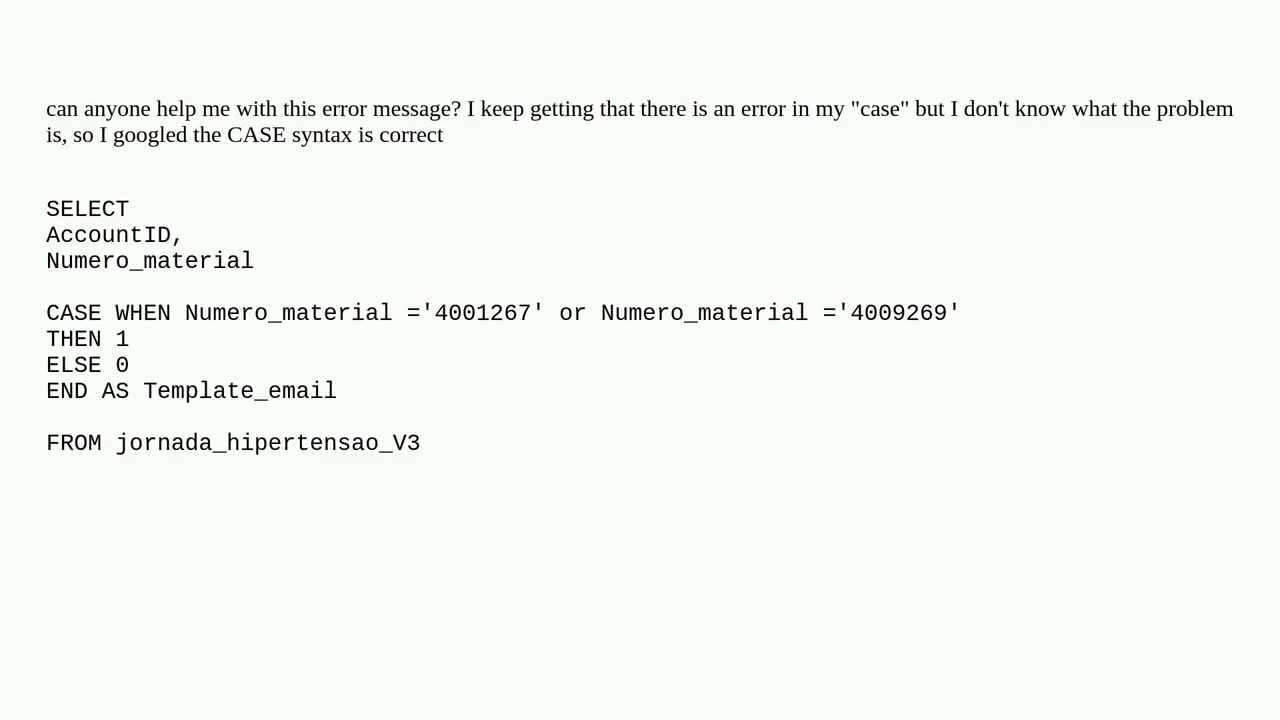 can anyone help me with this error message? I keep getting that there is an error in my "case" but I don't know what the problem
is, so I googled the CASE syntax is correct
SELECT
AccountID,
Numero_material
CASE WHEN Numero_material ='4001267' or Numero_material ='4009269'
THEN 1
ELSE 0
END AS Template_email
FROM jornada_hipertensao_V3